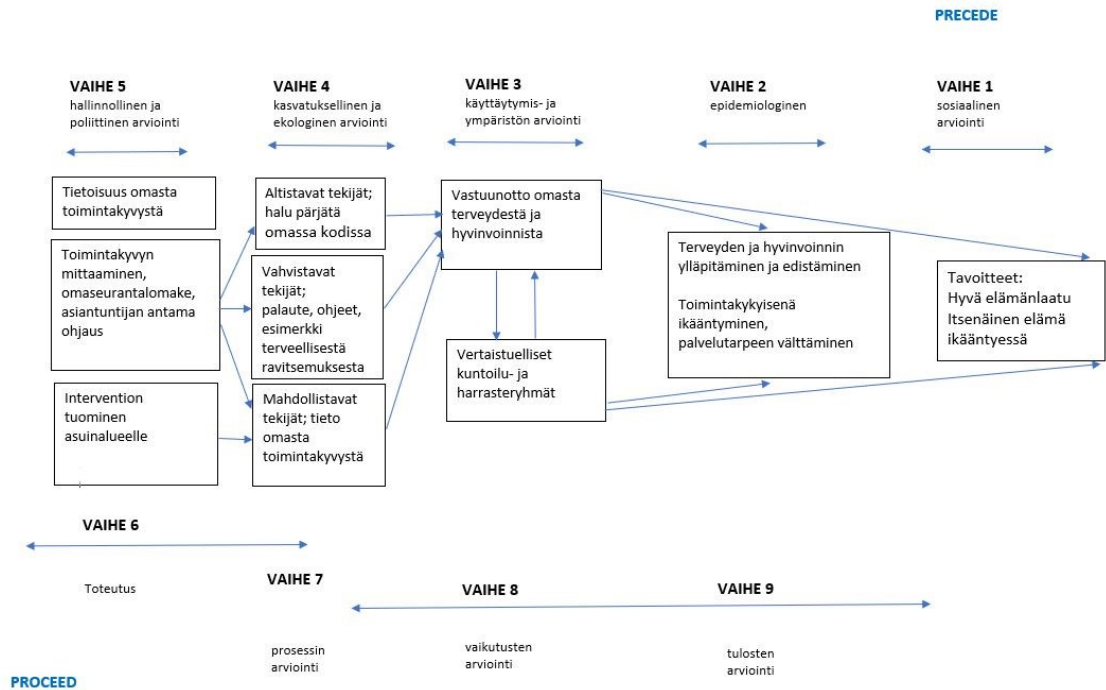 PRECEDE
VAIHE 5
hallinnollinen ja
poliittinen arviointi
VAIHE 4
kasvatuksellinen ja
ekologinen arviointi
VAIHE 3
käyttäytymis- ja
ympäristön arviointi
VAIHE 2
epidemiologinen
VAIHE 1
sosiaalinen
arviointi
Tietoisuus omasta
toimintakyvystä
Toimintakyvyn
mittaaminen,
omaseurantalomake,
asiantuntijan antama
ohjaus
Intervention
tuominen
asuinalueelle
Altistavat tekijät;
halu pärjätä
omassa kodissa
Vahvistavat
tekijät;
palaute, ohjeet,
esimerkki
terveellisestä
ravitsemuksesta
Mahdollistavat
tekijät; tieto
omasta
toimintakyvystä
Vastuunotto omasta
terveydestä ja
hyvinvoinnista
Vertaistuelliset
kuntoilu- ja
harrasteryhmät
Terveyden ja hyvinvoinnin
ylläpitäminen ja edistäminen
Toimintakykyisenä
ikääntyminen,
palvelutarpeen välttäminen
Tavoitteet:
Hyvä elämänlaatu
Itsenäinen elämä
ikääntyessä
VAIHE 6
Toteutus
VAIHE 7
prosessin
arviointi
VAIHE 8
vaikutusten
arviointi
VAIHE 9
tulosten
arviointi
PROCEED